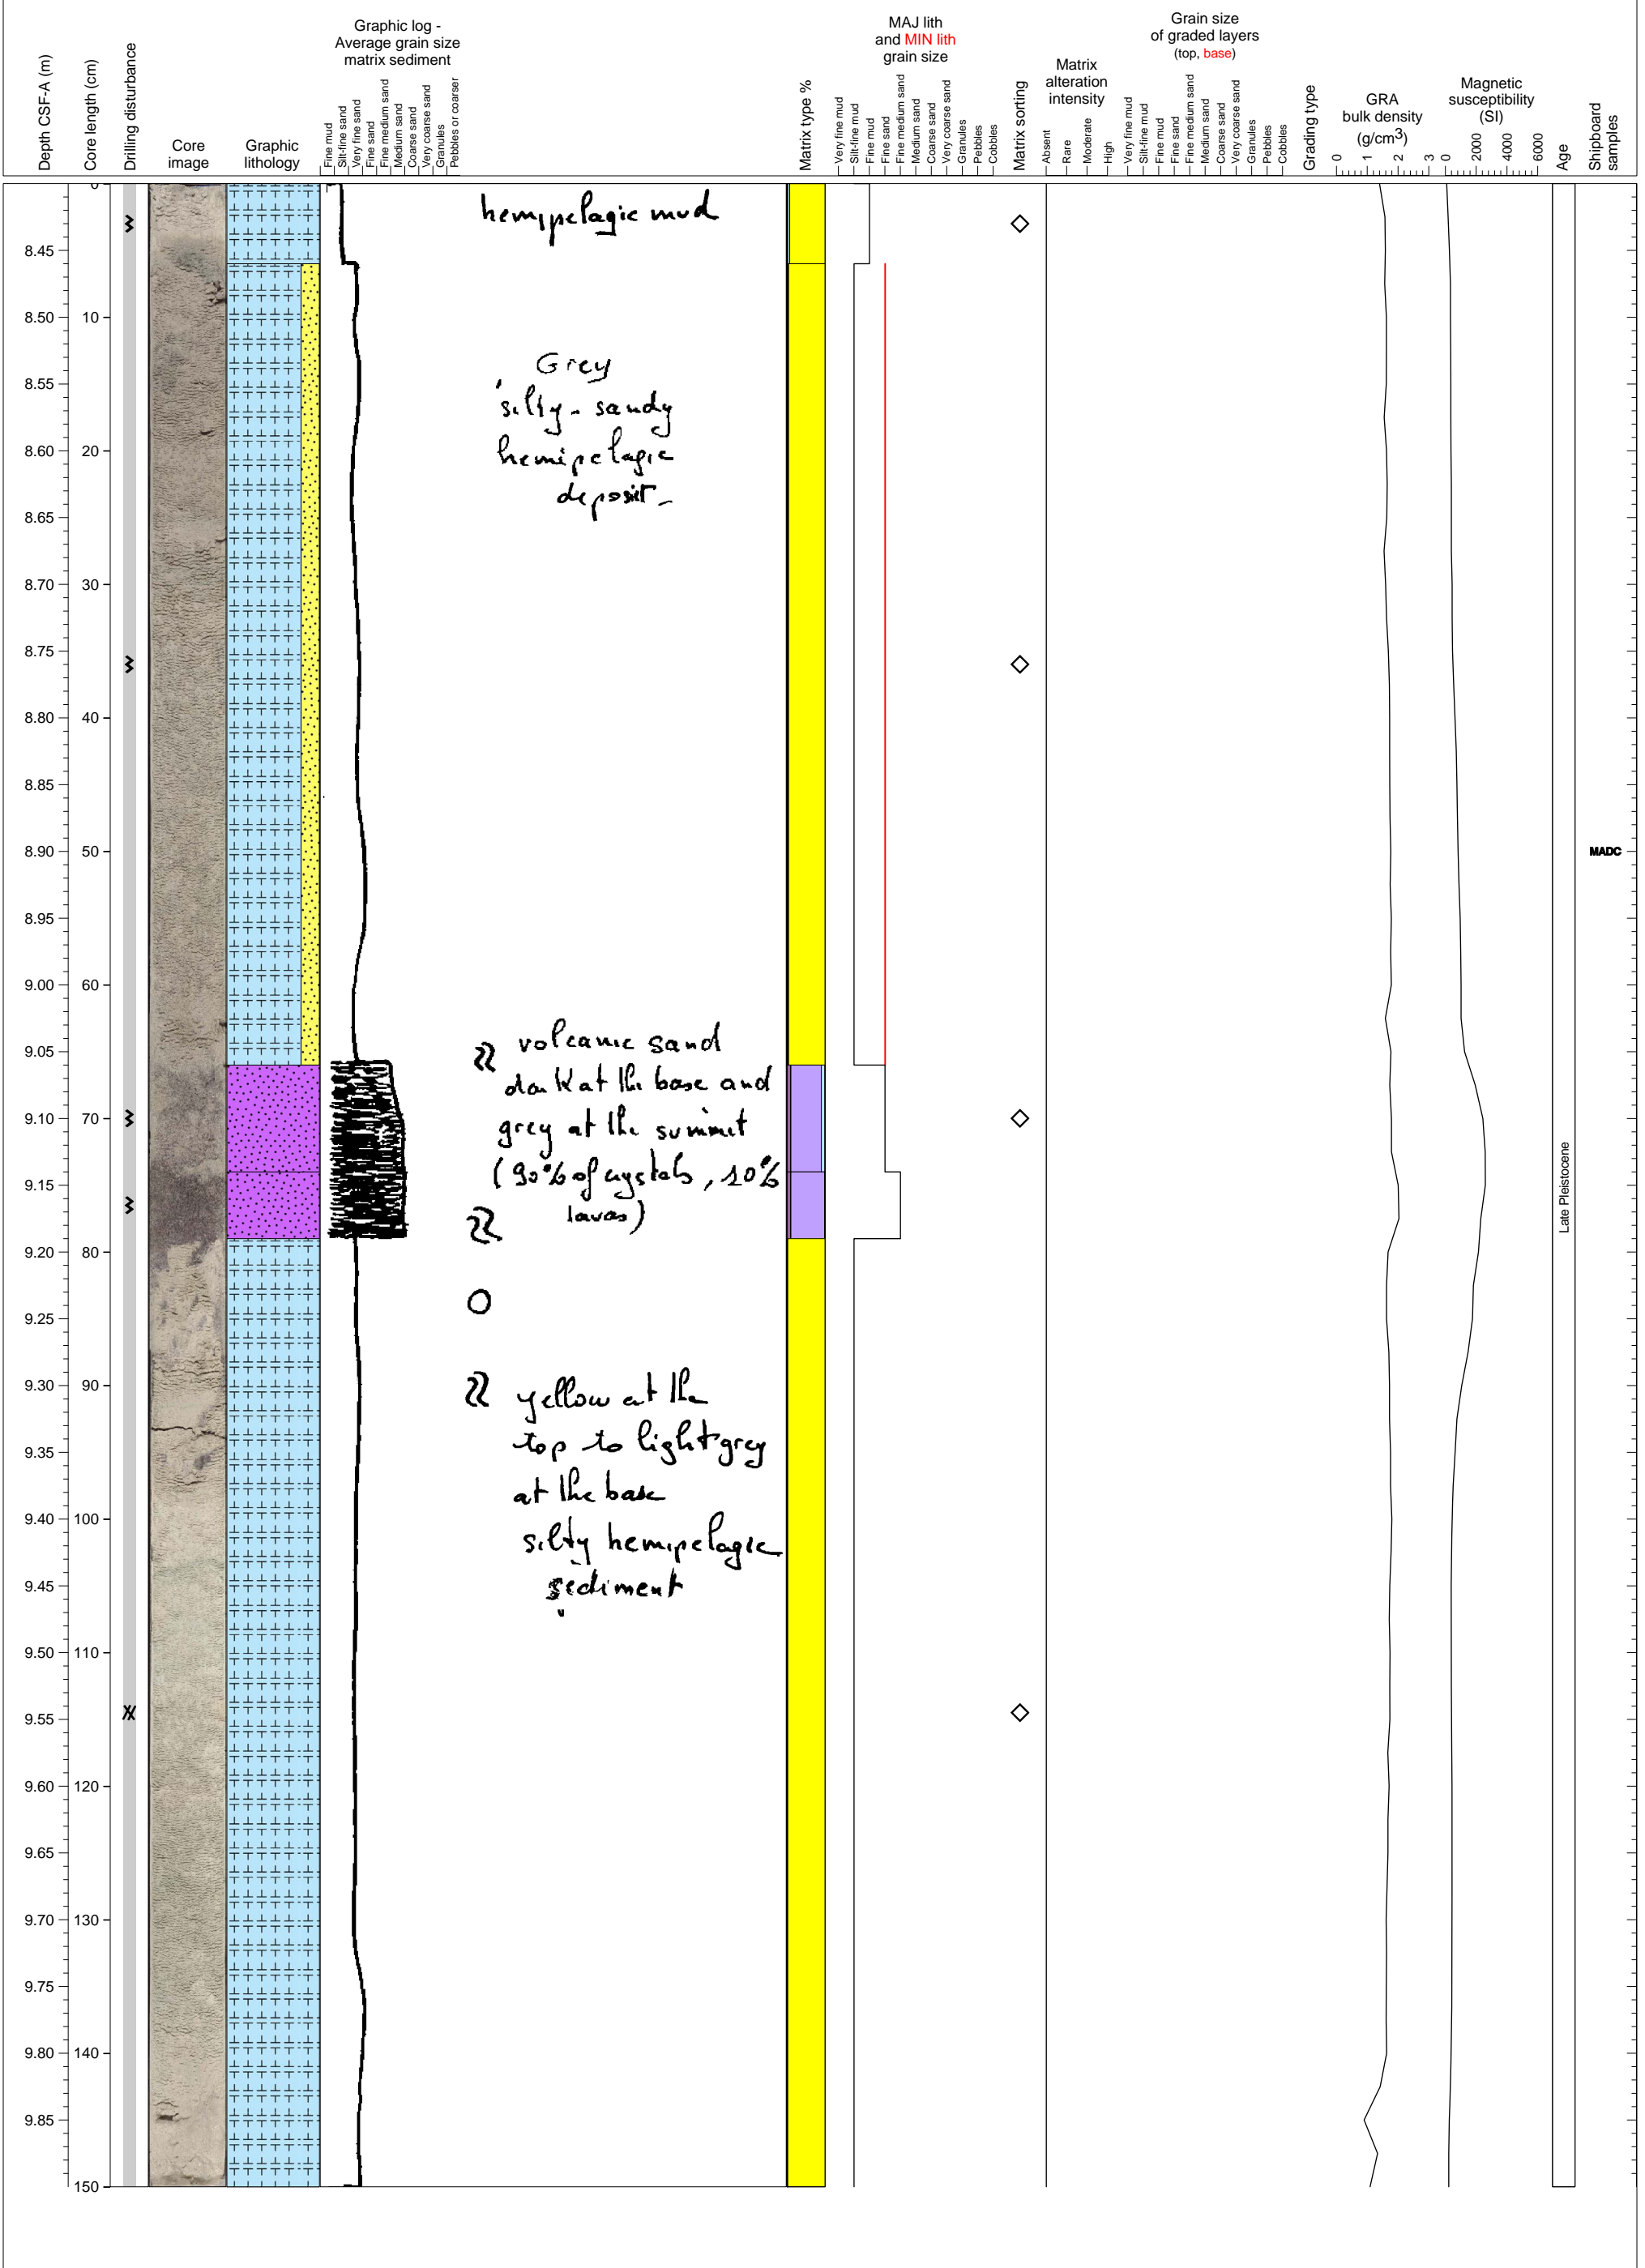 Depth CSF-A (m)
Core length (cm)
Drilling disturbance
Core
image
Graphic
lithology
Graphic log -
Average grain size
matrix sediment
Fine mud
Silt-fine sand
Very fine sand
Fine sand
Fine medium sand
Medium sand
Coarse sand
Very coarse sand
Granules
Pebbles or coarser
Matrix type %
MAJ lith
and MIN lith
grain size
Very fine mud
Silt-fine mud
Fine mud
Fine sand
Fine medium sand
Medium sand
Coarse sand
Very coarse sand
Granules
Pebbles
Cobbles
Matrix sorting
Matrix
alteration
intensity
Absent
Rare
Moderate
High
Grain size
of graded layers
(top, base)
Very fine mud
Silt-fine mud
Fine mud
Fine sand
Fine medium sand
Medium sand
Coarse sand
Very coarse sand
Granules
Pebbles
Cobbles
Grading type
GRA
bulk density
(g/cm3)
0 1 2 3
Magnetic
susceptibility
(SI)
0 2000 4000 6000
Age
Shipboard
samples
0
8.45
8.50 10
8.55
8.60 20
8.65
8.70 30
8.75
8.80 40
8.85
8.90 50
8.95
9.00 60
9.05
9.10 70
9.15
9.20 80
9.25
9.30 90
9.35
9.40 100
9.45
9.50 110
9.55
9.60 120
9.65
9.70 130
9.75
9.80 140
9.85
150
hemipelagic mud
Grey
silty - sandy
hemipelagic
deposit -
volcanic sand
dark at the base and
grey at the summit
(90% of crystals, 10%
lavas)
yellow at the
top to light grey
at the base
silty hemipelagic
sediment
MADC
Late Pleistocene